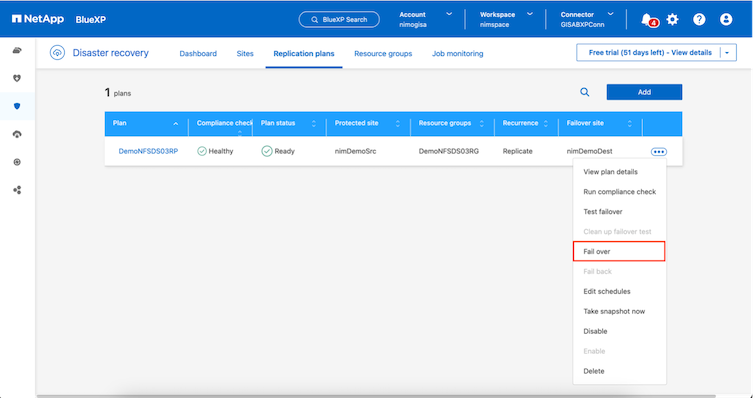 NetApp BlueXP
BlueXP Search
Account
nimogisa
Workspace
nimspace
Connector
GISABXPConn
4
Disaster recovery
Dashboard
Sites
Replication plans
Resource groups
Job monitoring
Free trial (51 days left) - View details
1 plans
Add
Plan
Compliance check
Plan status
Protected site
Resource groups
Recurrence
Failover site
DemoNFSDS03RP
Healthy
Ready
nimDemoSrc
DemoNFSDS03RG
Replicate
nimDemoDest
View plan details
Run compliance check
Test failover
Clean up failover test
Fail over
Fail back
Edit schedules
Take snapshot now
Disable
Enable
Delete